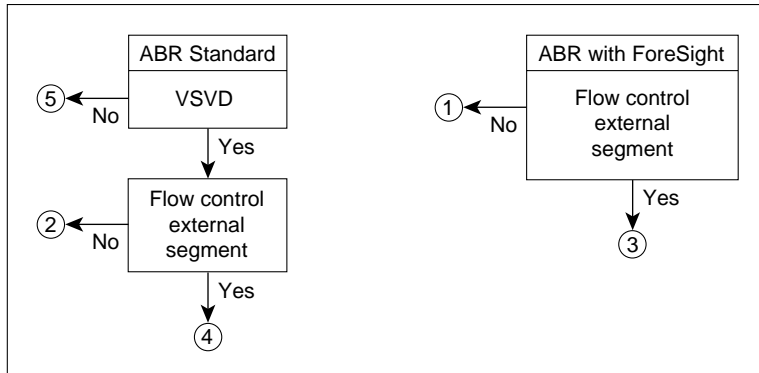 ABR Standard
VSVD
5
No
Yes
Flow control
external
segment
2
No
Yes
4
ABR with ForeSight
Flow control
external
segment
1
No
Yes
3